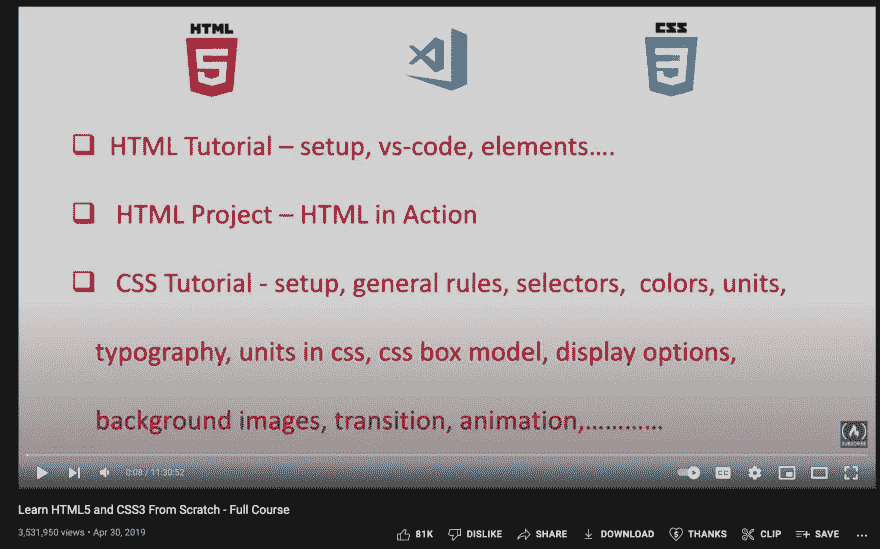 HTML
5
CSS
3
HTML Tutorial – setup, vs-code, elements....
HTML Project – HTML in Action
CSS Tutorial - setup, general rules, selectors, colors, units,
typography, units in css, css box model, display options,
background images, transition, animation,............
SUBSCRIBE
0:08 / 11:30:52
CC
Learn HTML5 and CSS3 From Scratch - Full Course
3,531,950 views • Apr 30, 2019
81K DISLIKE SHARE DOWNLOAD THANKS CLIP SAVE ...